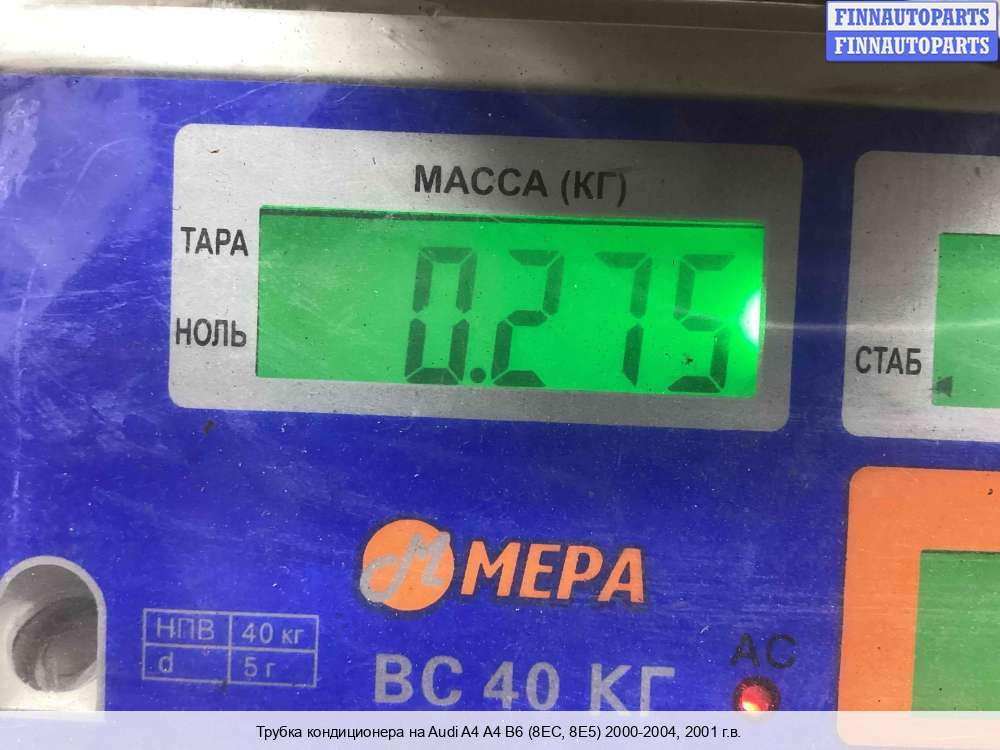 FINNAUTOPARTS
FINNAUTOPARTS
МАССА (КГ)
ТАРА
0.275
НОЛЬ
СТАБ
М МЕРА
НПВ 40 кг
d 5 г
ВС 40 КГ
АС
Трубка кондиционера на Audi A4 A4 B6 (8EC, 8E5) 2000-2004, 2001 г.в.